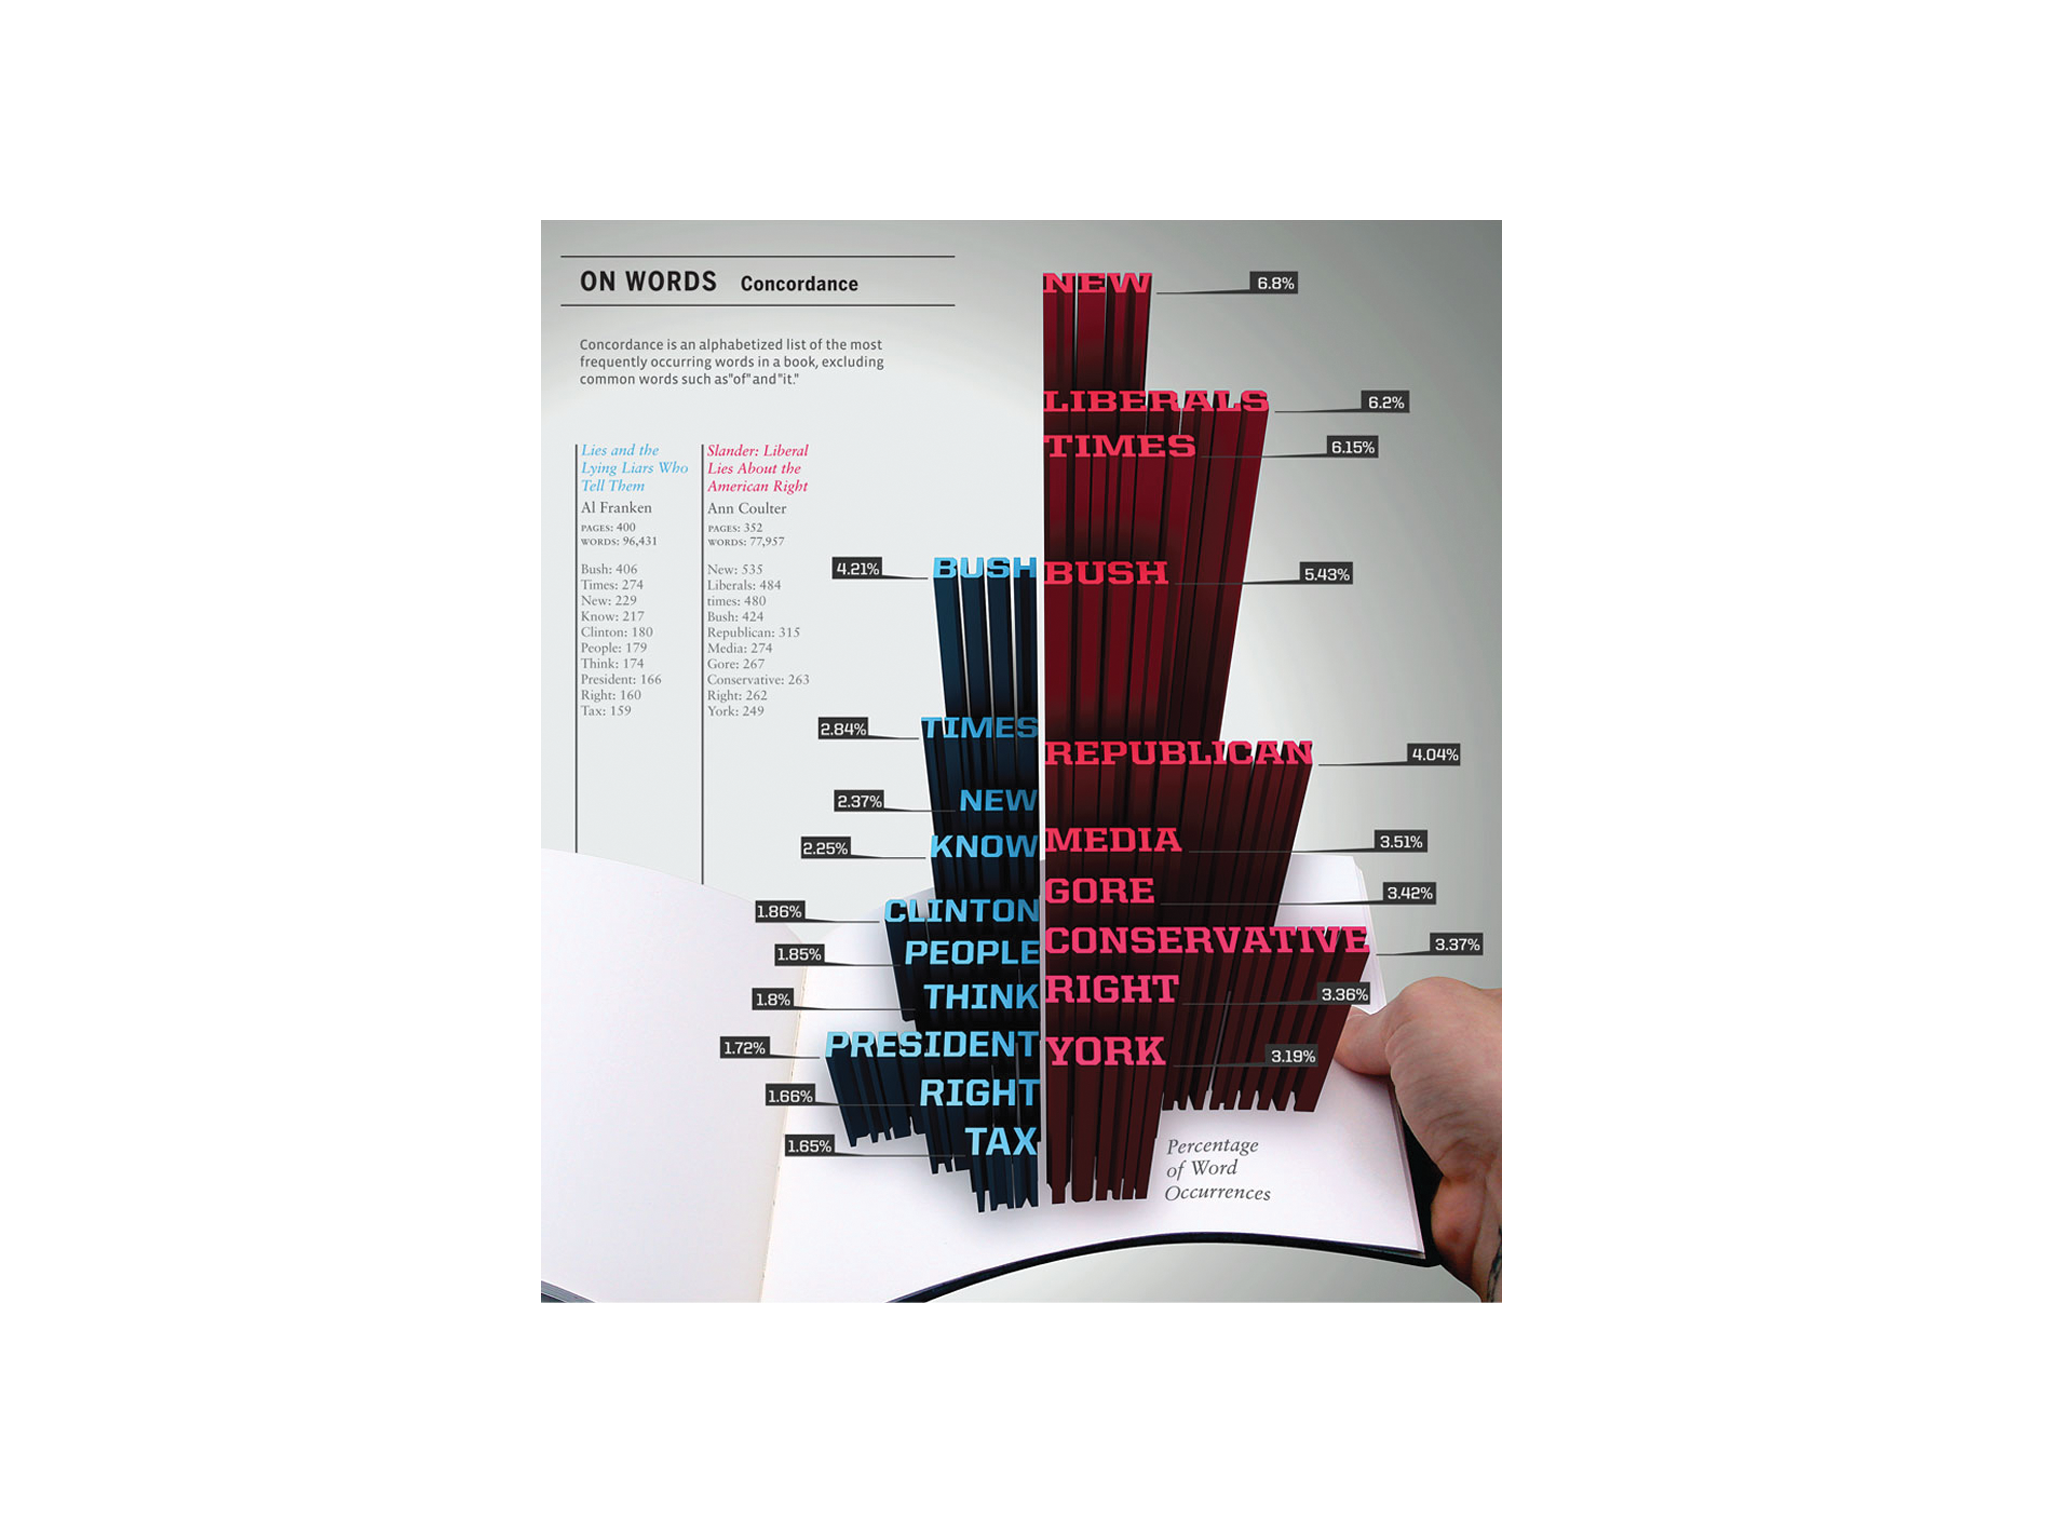 ON WORDS Concordance
Concordance is an alphabetized list of the most
frequently occurring words in a book, excluding
common words such as"of"and"it."
Lies and the
Lying Liars Who
Tell Them
Al Franken
PAGES: 400
WORDS: 96,431
Bush: 406
Times: 274
New: 229
Know: 217
Clinton: 180
People: 179
Think: 174
President: 166
Right: 160
Tax: 159
Slander: Liberal
Lies About the
American Right
Ann Coulter
PAGES: 352
WORDS: 77,957
New: 535
Liberals: 484
times: 480
Bush: 424
Republican: 315
Media: 274
Gore: 267
Conservative: 263
Right: 262
York: 249
4.21% BUSH
2.84% TIMES
2.37% NEW
2.25% KNOW
1.86% CLINTON
1.85% PEOPLE
1.8% THINK
1.72% PRESIDENT
1.66% RIGHT
1.65% TAX
NEW 6.8%
LIBERALS 6.2%
TIMES 6.15%
BUSH 5.43%
REPUBLICAN 4.04%
MEDIA 3.51%
GORE 3.42%
CONSERVATIVE 3.37%
RIGHT 3.36%
YORK 3.19%
Percentage
of Word
Occurrences